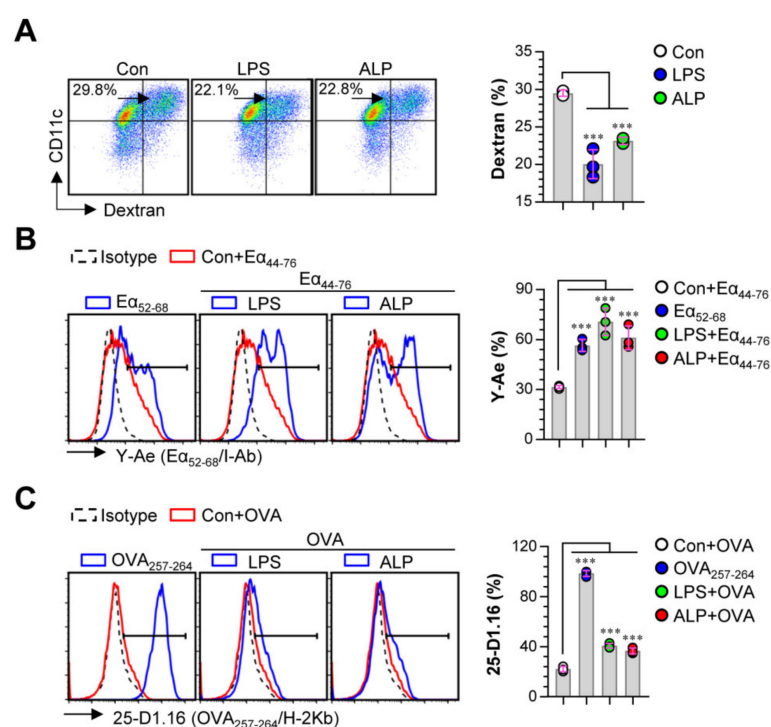 A
Con LPS ALP
29.8% 22.1% 22.8%
CD11c
Dextran
Dextran (%)
35
30
25
20
15
*** ***
Con
LPS
ALP
B
Isotype Con+Eα44-76
Eα44-76
Eα52-68 LPS ALP
Y-Ae (Eα52-68/I-Ab)
Y-Ae (%)
90
60
30
0
*** *** ***
Con+Eα44-76
Eα52-68
LPS+Eα44-76
ALP+Eα44-76
C
Isotype Con+OVA
OVA
OVA257-264 LPS ALP
25-D1.16 (OVA257-264/H-2Kb)
25-D1.16 (%)
120
80
40
0
*** *** ***
Con+OVA
OVA257-264
LPS+OVA
ALP+OVA